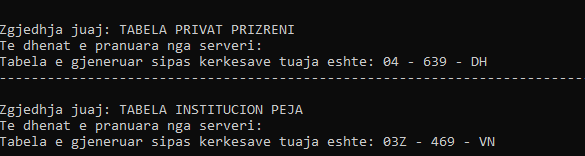 Zgjedhja juaj: TABELA PRIVAT PRIZRENI
Te dhenat e pranuara nga serveri:
Tabela e gjeneruar sipas kerkesave tuaja eshte: 04 - 639 - DH
-------------------------------------------------------------------------
Zgjedhja juaj: TABELA INSTITUCION PEJA
Te dhenat e pranuara nga serveri:
Tabela e gjeneruar sipas kerkesave tuaja eshte: 03Z - 469 - VN